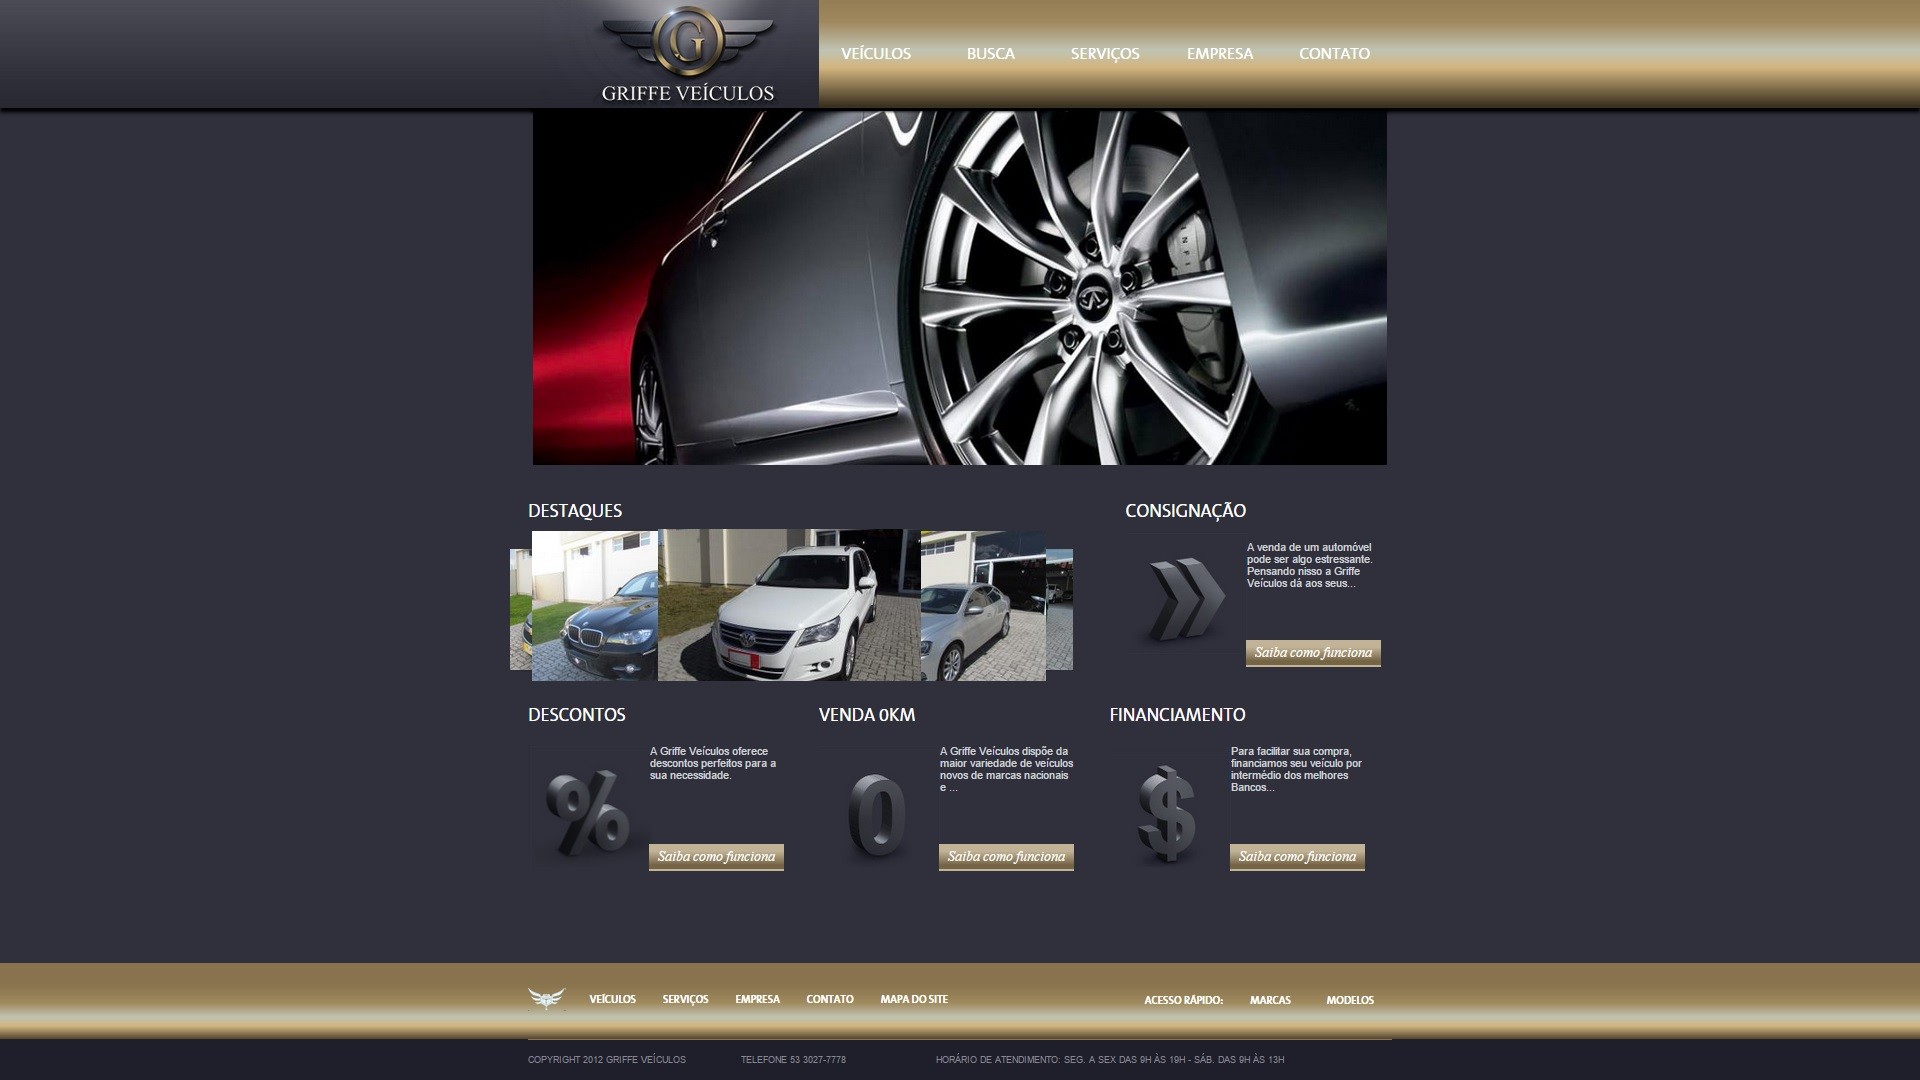 G
GRIFFE VEÍCULOS
VEÍCULOS
BUSCA
SERVIÇOS
EMPRESA
CONTATO
DESTAQUES
CONSIGNAÇÃO
A venda de um automóvel
pode ser algo estressante.
Pensando nisso a Griffe
Veículos dá aos seus...
Saiba como funciona
DESCONTOS
A Griffe Veículos oferece
descontos perfeitos para a
sua necessidade.
%
Saiba como funciona
VENDA 0KM
A Griffe Veículos dispõe da
maior variedade de veículos
novos de marcas nacionais
e ...
0
Saiba como funciona
FINANCIAMENTO
Para facilitar sua compra,
financiamos seu veículo por
intermédio dos melhores
Bancos...
$
Saiba como funciona
VEÍCULOS
SERVIÇOS
EMPRESA
CONTATO
MAPA DO SITE
ACESSO RÁPIDO:
MARCAS
MODELOS
COPYRIGHT 2012 GRIFFE VEÍCULOS
TELEFONE 53 3027-7778
HORÁRIO DE ATENDIMENTO: SEG. A SEX DAS 9H ÀS 19H - SÁB. DAS 9H ÀS 13H